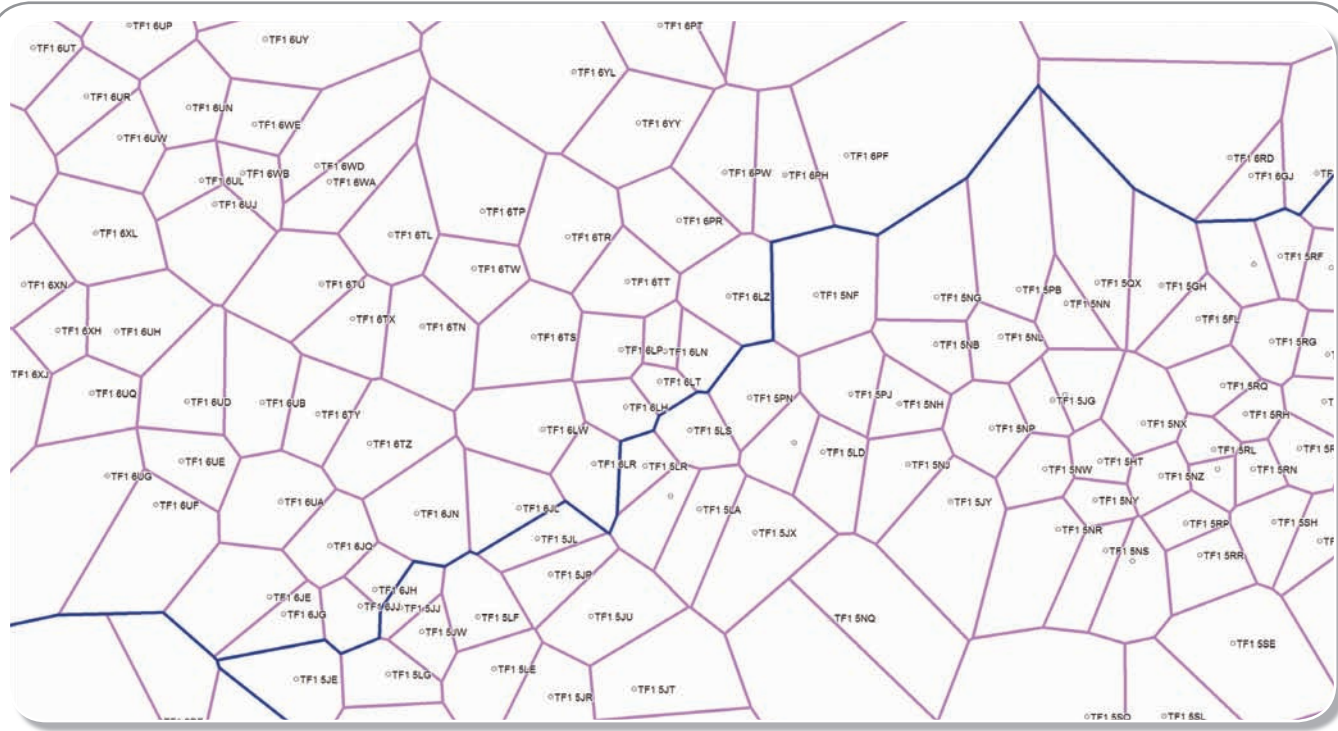 TF1 6UP
TF1 6PT
TF1 6UT
TF1 6UY
TF1 6YL
TF1 6UR
TF1 6UN
TF1 6WE
TF1 6YY
TF1 6UW
TF1 6PF
TF1 6RD
TF1 6WD
TF1 6WB
TF1 6PW
TF1 6PH
TF1 6GJ
TF1 6UL
TF1 6WA
TF1 6UJ
TF1 6TP
TF1 6PR
TF1 6XL
TF1 6TL
TF1 6TR
TF1 5RF
TF1 6TW
TF1 6XN
TF1 6TU
TF1 6TT
TF1 5PB
TF1 5QX
TF1 5GH
TF1 6LZ
TF1 5NF
TF1 5NG
TF1 5NN
TF1 6TX
TF1 5FL
TF1 6XH
TF1 6UH
TF1 6TN
TF1 6TS
TF1 5NL
TF1 5NB
TF1 5RG
TF1 6LP
TF1 6LN
TF1 6XJ
TF1 6LT
TF1 5RQ
TF1 6UQ
TF1 5PN
TF1 5PJ
TF1 6UD
TF1 6UB
TF1 5NH
TF1 5JG
TF1 6LH
TF1 6TY
TF1 5RH
TF1 5NX
TF1 6LW
TF1 5LS
TF1 5NP
TF1 6TZ
TF1 5LD
TF1 5RL
TF1 6UE
TF1 6LR
TF1 5LR
TF1 5NJ
TF1 5HT
TF1 5NW
TF1 5RN
TF1 6UG
TF1 5NZ
TF1 6UF
TF1 6UA
TF1 5JY
TF1 5NY
TF1 6JL
TF1 5LA
TF1 6JN
TF1 5RP
TF1 5SH
TF1 5NR
TF1 5JX
TF1 5JL
TF1 6JQ
TF1 5NS
TF1 5RR
TF1 5JP
TF1 6JH
TF1 6JE
TF1 6JJ
TF1 5JJ
TF1 6JG
TF1 5LF
TF1 5JU
TF1 5NQ
TF1 5JW
TF1 5SE
TF1 5LE
TF1 5LG
TF1 5JE
TF1 5JT
TF1 5JR
TF1 5SQ
TF1 5SL